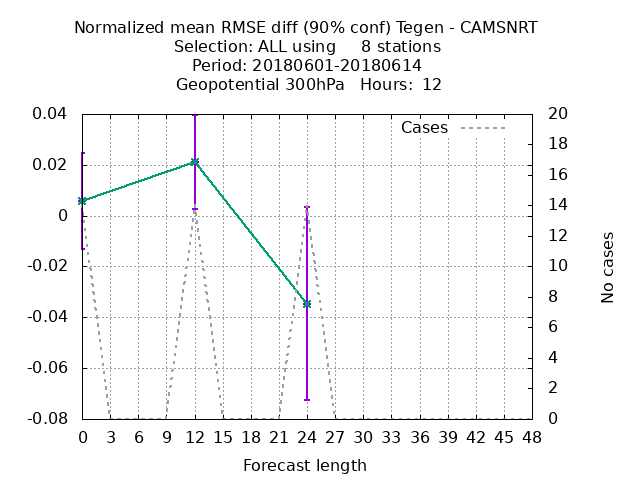 Normalized mean RMSE diff (90% conf) Tegen - CAMSNRT
Selection: ALL using     8 stations
Period: 20180601-20180614
Geopotential 300hPa   Hours:  12
Cases
0.04
0.02
0
-0.02
-0.04
-0.06
-0.08
20
18
16
14
12
10
8
6
4
2
0
No cases
0 3 6 9 12 15 18 21 24 27 30 33 36 39 42 45 48
Forecast length